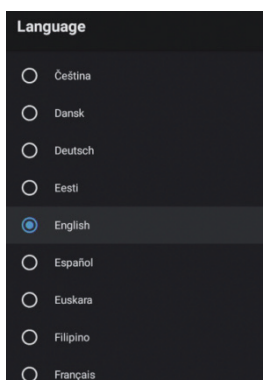 Language
Čeština
Dansk
Deutsch
Eesti
English
Español
Euskara
Filipino
Français